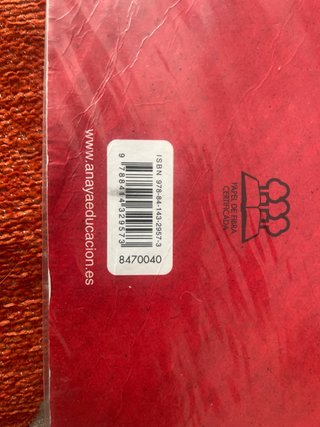 www.anayaeducacion.es
ISBN 978-84-143-2957-3
9 788414 329573
8470040
PAPEL DE FIBRA
CERTIFICADA